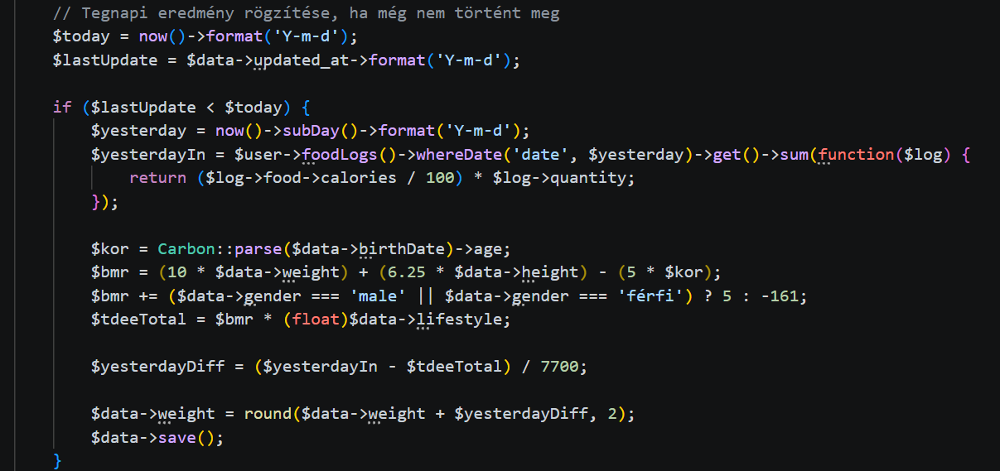 // Tegnapi eredmény rögzítése, ha még nem történt meg
$today = now()->format('Y-m-d');
$lastUpdate = $data->updated_at->format('Y-m-d');
if ($lastUpdate < $today) {
$yesterday = now()->subDay()->format('Y-m-d');
$yesterdayIn = $user->foodLogs()->whereDate('date', $yesterday)->get()->sum(function($log) {
return ($log->food->calories / 100) * $log->quantity;
});
$kor = Carbon::parse($data->birthDate)->age;
$bmr = (10 * $data->weight) + (6.25 * $data->height) - (5 * $kor);
$bmr += ($data->gender === 'male' || $data->gender === 'férfi') ? 5 : -161;
$tdeeTotal = $bmr * (float)$data->lifestyle;
$yesterdayDiff = ($yesterdayIn - $tdeeTotal) / 7700;
$data->weight = round($data->weight + $yesterdayDiff, 2);
$data->save();
}